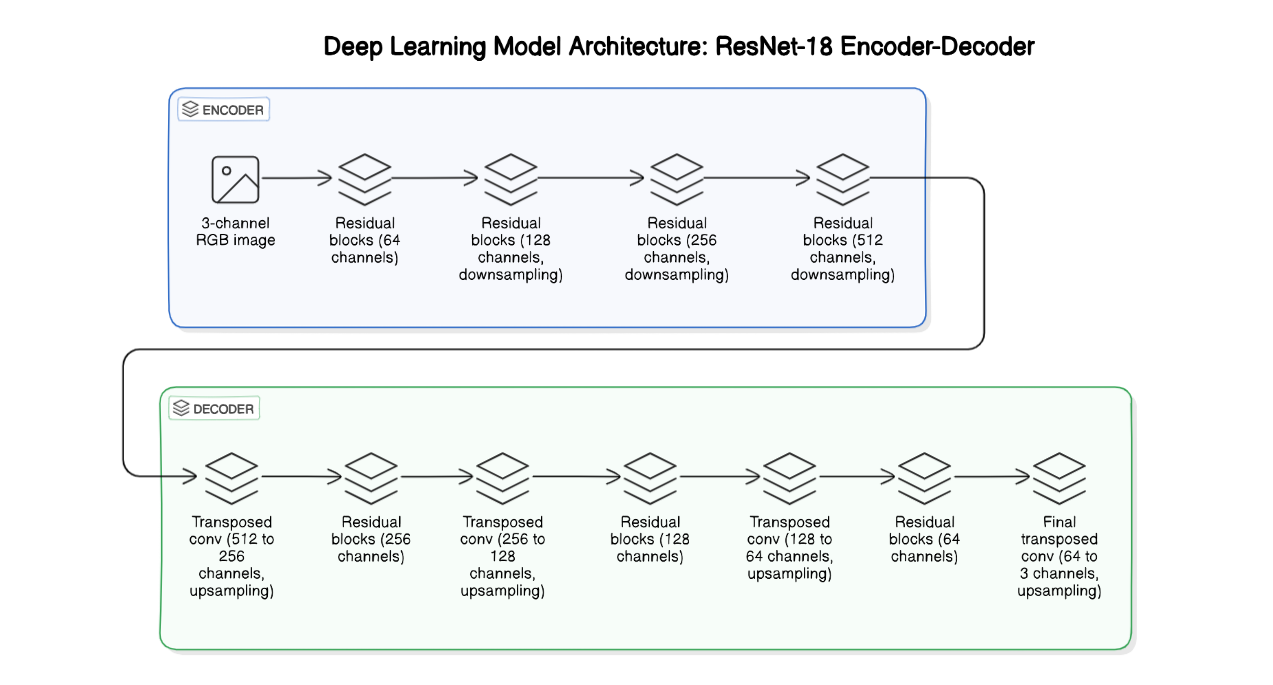 Deep Learning Model Architecture: ResNet-18 Encoder-Decoder
ENCODER
3-channel
RGB image
Residual
blocks (64
channels)
Residual
blocks (128
channels,
downsampling)
Residual
blocks (256
channels,
downsampling)
Residual
blocks (512
channels,
downsampling)
DECODER
Transposed
conv (512 to
256
channels,
upsampling)
Residual
blocks (256
channels)
Transposed
conv (256 to
128
channels,
upsampling)
Residual
blocks (128
channels)
Transposed
conv (128 to
64 channels,
upsampling)
Residual
blocks (64
channels)
Final
transposed
conv (64 to
3 channels,
upsampling)